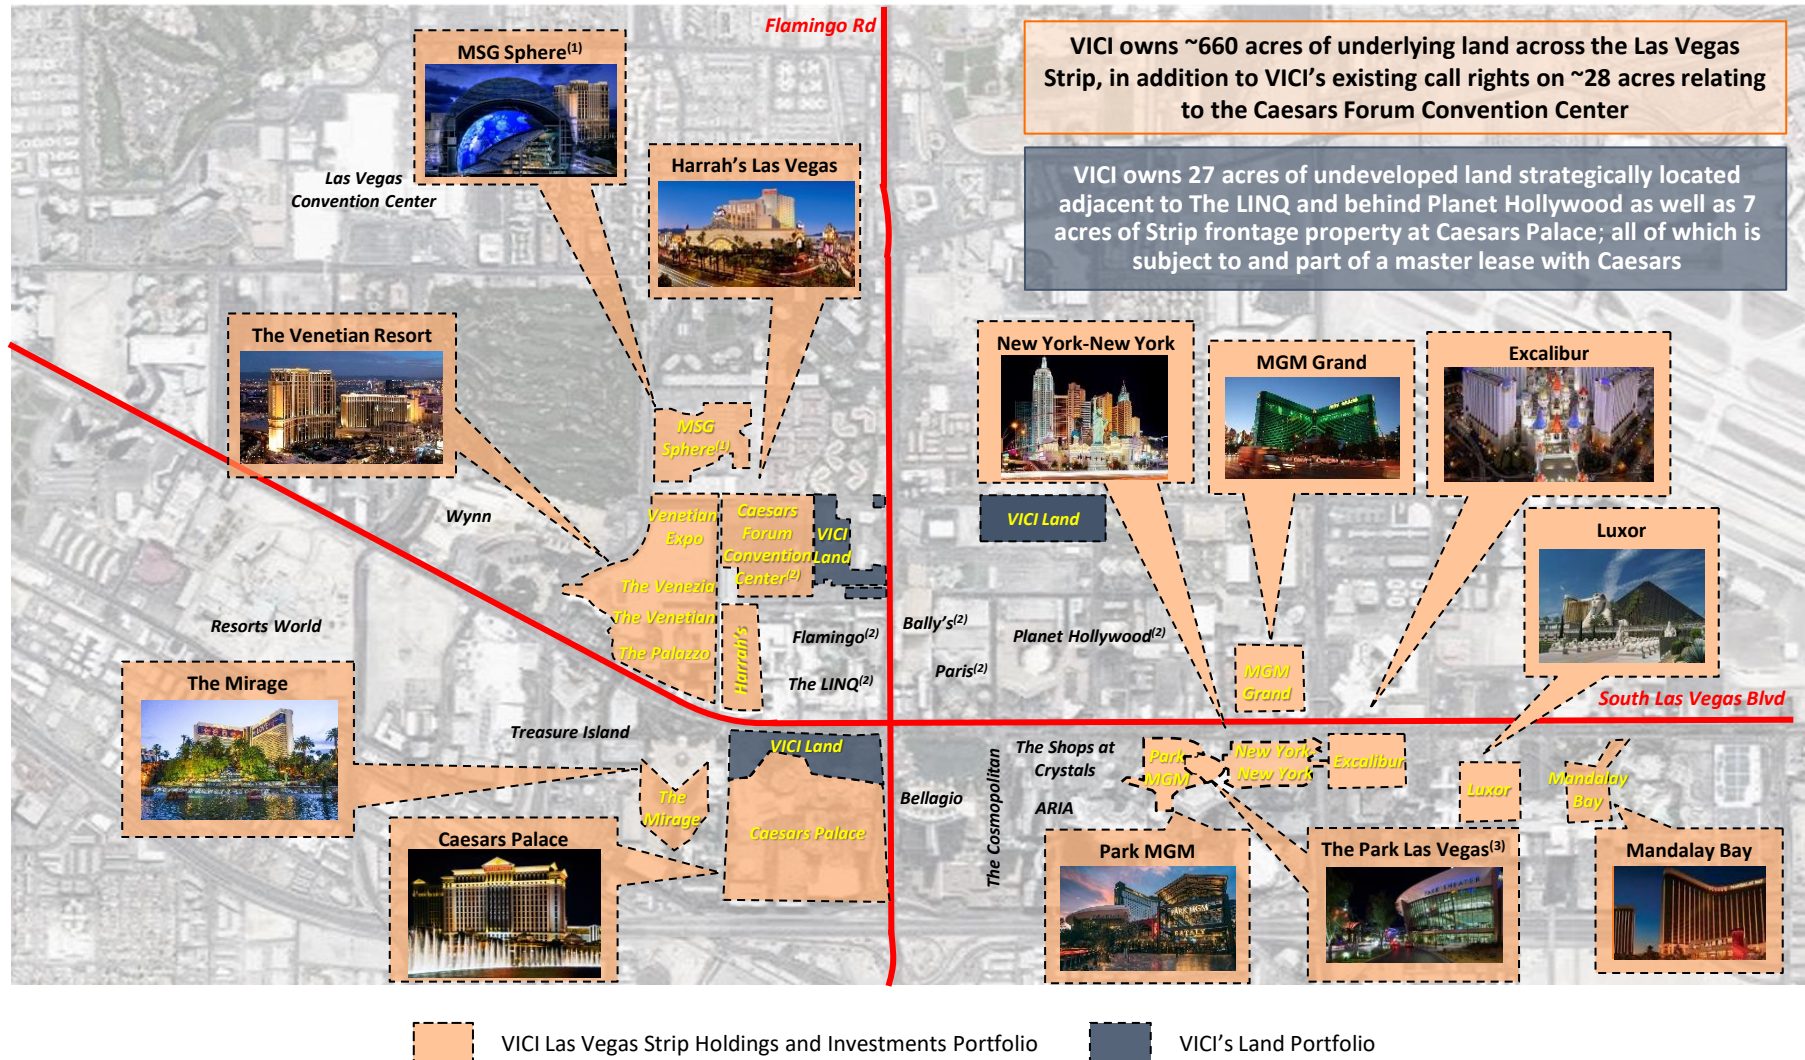 Flamingo Rd
VICI owns ~660 acres of underlying land across the Las Vegas
Strip, in addition to VICI's existing call rights on ~28 acres relating
to the Caesars Forum Convention Center
VICI owns 27 acres of undeveloped land strategically located
adjacent to The LINQ and behind Planet Hollywood as well as 7
acres of Strip frontage property at Caesars Palace; all of which is
subject to and part of a master lease with Caesars
MSG Sphere(1)
Harrah's Las Vegas
Las Vegas
Convention Center
The Venetian Resort
New York-New York
MGM Grand
Excalibur
Luxor
MSG
Sphere(1)
Wynn
Venetian
Expo
Caesars
Forum
Convention
Center(2)
VICI
Land
VICI Land
The Venezia
The Venetian
The Palazzo
Harrah's
Resorts World
Flamingo(2)
Bally's(2)
Planet Hollywood(2)
The LINQ(2)
Paris(2)
MGM
Grand
South Las Vegas Blvd
The Mirage
Treasure Island
VICI Land
The
Mirage
Caesars Palace
Bellagio
The Cosmopolitan
The Shops at
Crystals
ARIA
Park
MGM
New York-
New York
Excalibur
Luxor
Mandalay
Bay
Caesars Palace
Park MGM
PARK MGM
EATALY
The Park Las Vegas(3)
PARK THEATER
Mandalay Bay
VICI Las Vegas Strip Holdings and Investments Portfolio
VICI's Land Portfolio